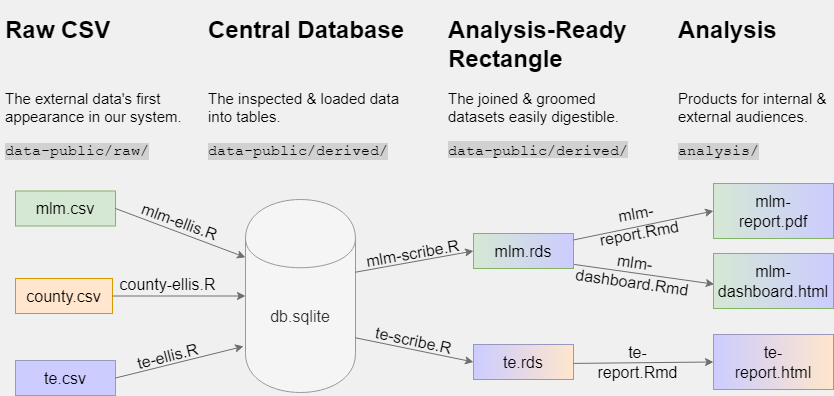 Raw CSV
Central Database
Analysis-Ready
Rectangle
Analysis
The external data's first
appearance in our system.
The inspected & loaded data
into tables.
The joined & groomed
datasets easily digestible.
Products for internal &
external audiences.
data-public/raw/
data-public/derived/
data-public/derived/
analysis/
mlm.csv
mlm-ellis.R
county.csv
county-ellis.R
te.csv
te-ellis.R
db.sqlite
mlm-scribe.R
te-scribe.R
mlm.rds
te.rds
mlm-
report.Rmd
mlm-
dashboard.Rmd
te-
report.Rmd
mlm-
report.pdf
mlm-
dashboard.html
te-
report.html